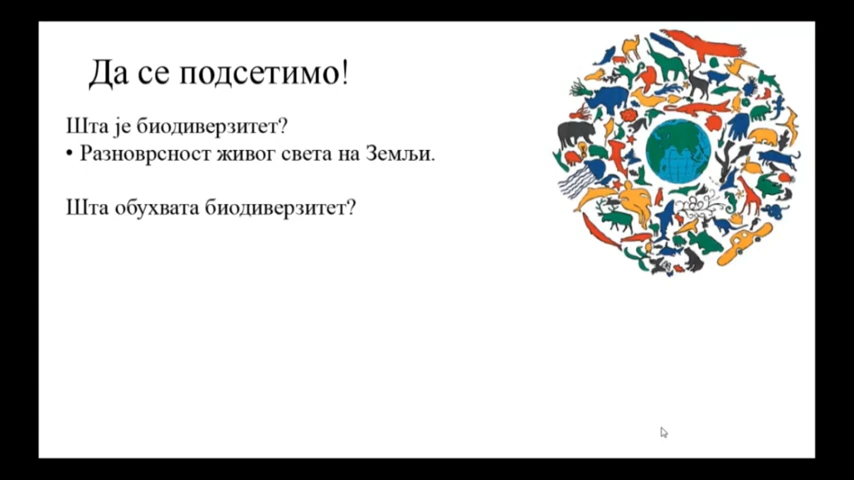 Да се подсетимо!
Шта је биодиверзитет?
• Разноврсност живог света на Земљи.
Шта обухвата биодиверзитет?